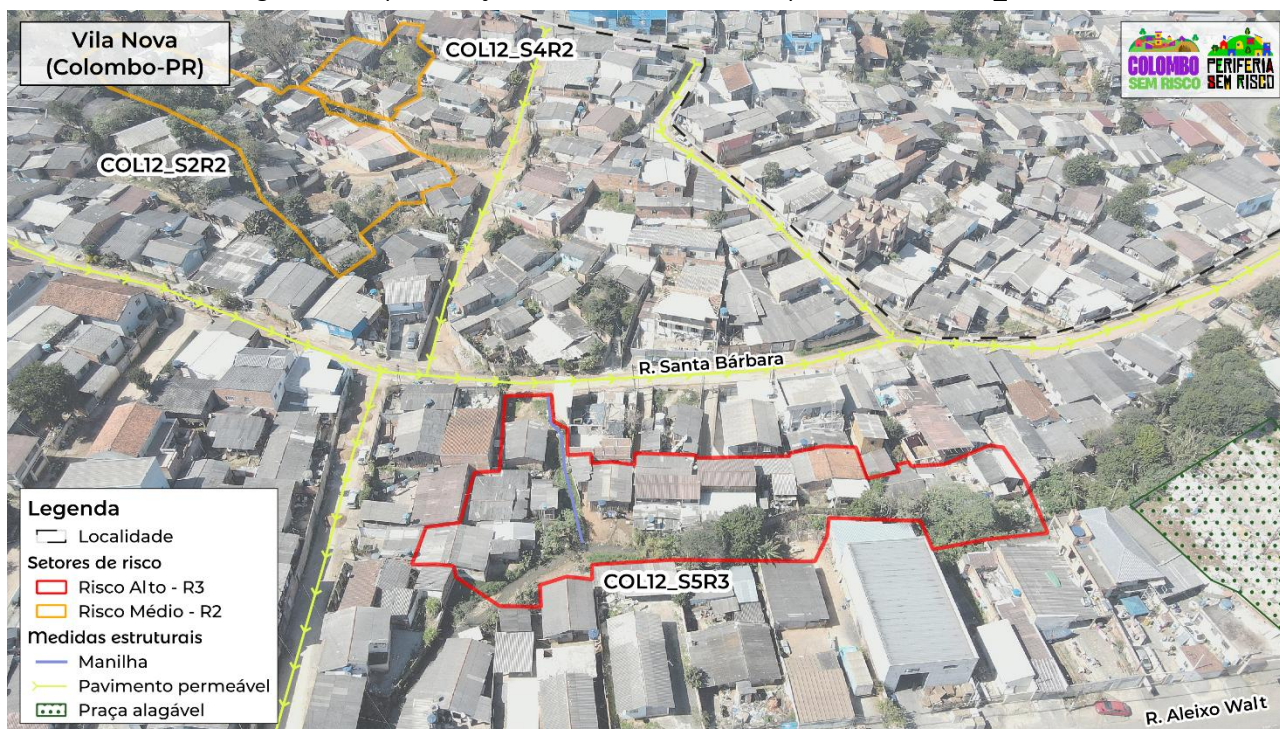 Vila Nova
(Colombo-PR)
COL12_S4R2
COLOMBO
SEM RISCO
PERIFERIA
SEM RISCO
COL12_S2R2
R. Santa Bárbara
COL12_S5R3
R. Aleixo Walt
Legenda
Localidade
Setores de risco
Risco Alto - R3
Risco Médio - R2
Medidas estruturais
Manilha
Pavimento permeável
Praça alagável